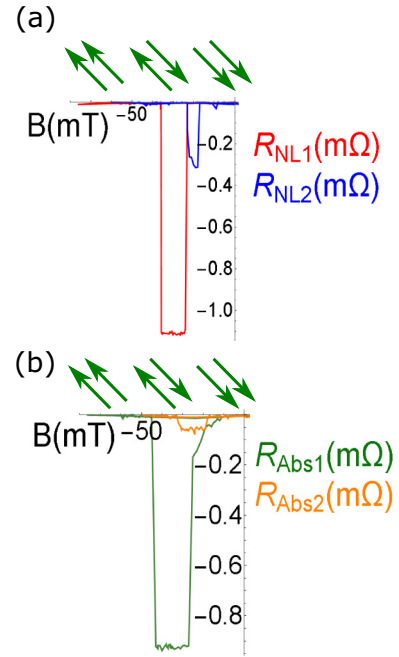 (a)
B(mT) -50
-0.2
R_NL1(mΩ)
-0.4
R_NL2(mΩ)
-0.6
-0.8
-1.0
(b)
B(mT) -50
R_Abs1(mΩ)
-0.2
R_Abs2(mΩ)
-0.4
-0.6
-0.8